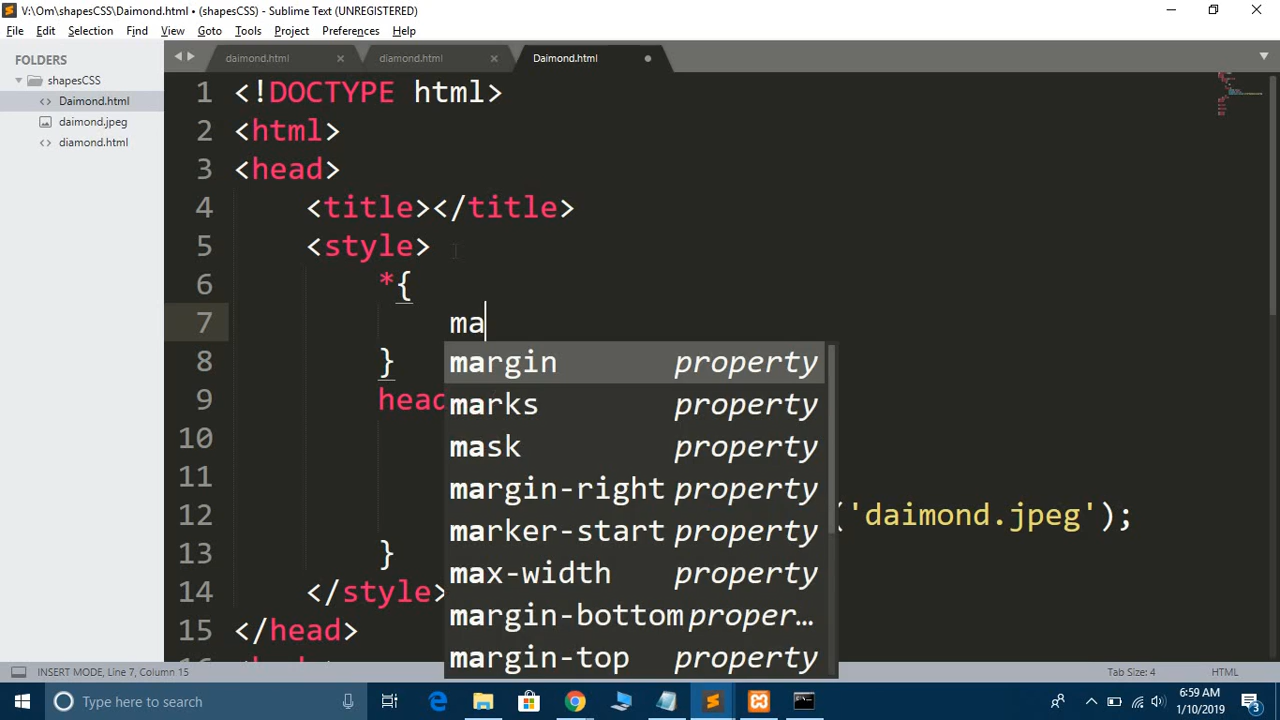 V:\Om\shapesCSS\Daimond.html • (shapesCSS) - Sublime Text (UNREGISTERED)
File Edit Selection Find View Goto Tools Project Preferences Help
FOLDERS
shapesCSS
Daimond.html
daimond.jpeg
diamond.html
daimond.html diamond.html Daimond.html
1 <!DOCTYPE html>
2 <html>
3 <head>
4 <title></title>
5 <style>
6 *{
7 ma
8 }
9 head
10
11
12 ('daimond.jpeg');
13 }
14 </style>
15 </head>
margin property
marks property
mask property
margin-right property
marker-start property
max-width property
margin-bottom proper…
margin-top property
INSERT MODE, Line 7, Column 15
Tab Size: 4 HTML
Type here to search
6:59 AM
1/10/2019
3